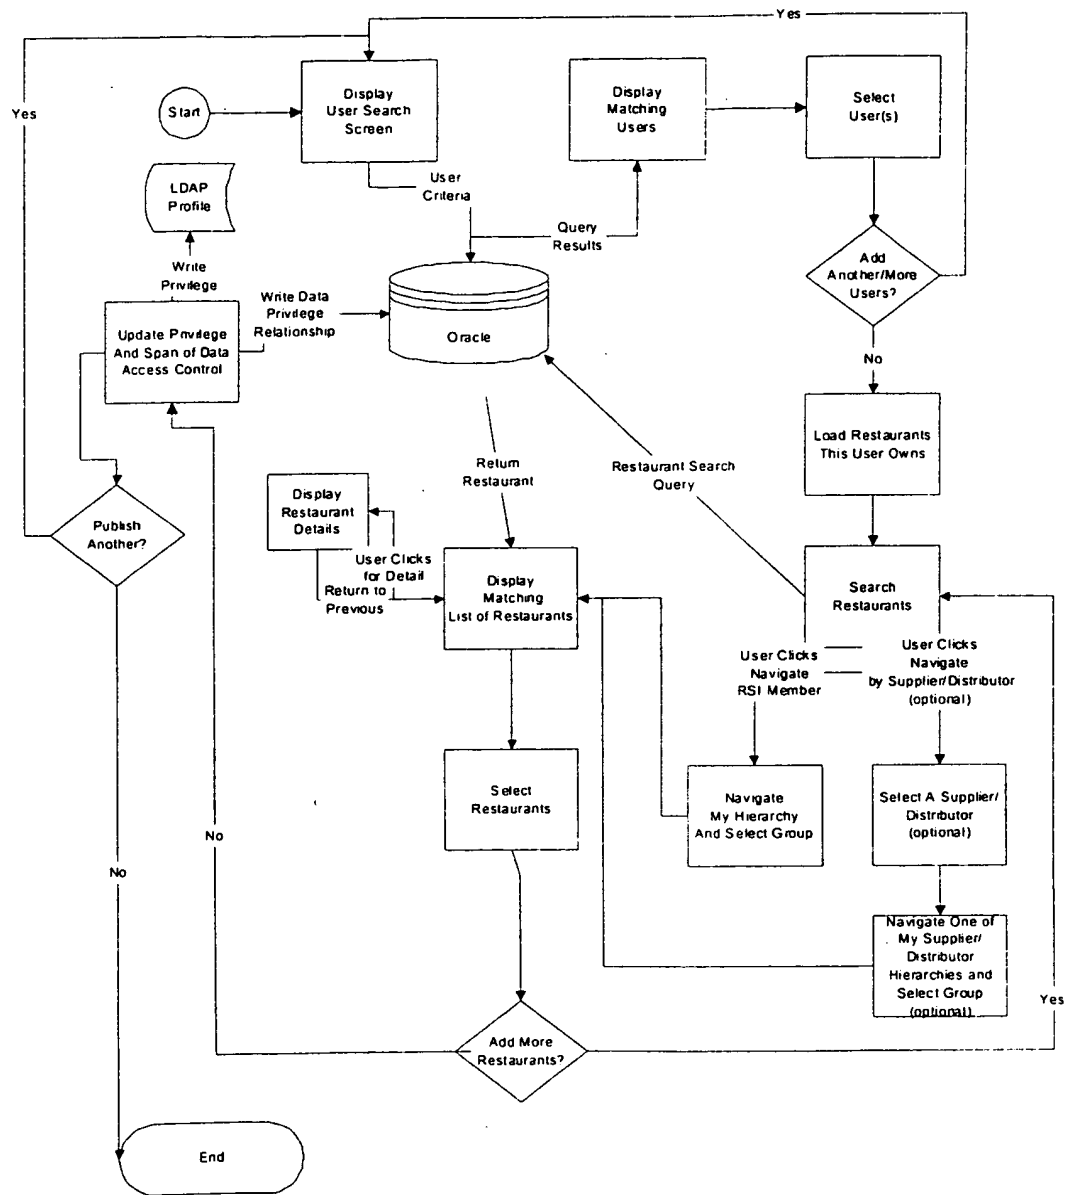 Yes
Yes
Start
Display
User Search
Screen
Display
Matching
Users
Select
User(s)
LDAP
Profile
User
Criteria
Query
Results
Add
Another/More
Users?
Write
Privilege
Write Data
Privilege
Relationship
Update Privilege
And Span of Data
Access Control
Oracle
No
Load Restaurants
This User Owns
Return
Restaurant
Restaurant Search
Query
Display
Restaurant
Details
Publish
Another?
User Clicks
for Detail
Return to
Previous
Display
Matching
List of Restaurants
Search
Restaurants
User Clicks
Navigate
RSI Member
User Clicks
Navigate
by Supplier/Distributor
(optional)
Select
Restaurants
Navigate
My Hierarchy
And Select Group
Select A Supplier/
Distributor
(optional)
No
No
Navigate One of
My Supplier/
Distributor
Hierarchies and
Select Group
(optional)
Yes
Add More
Restaurants?
End